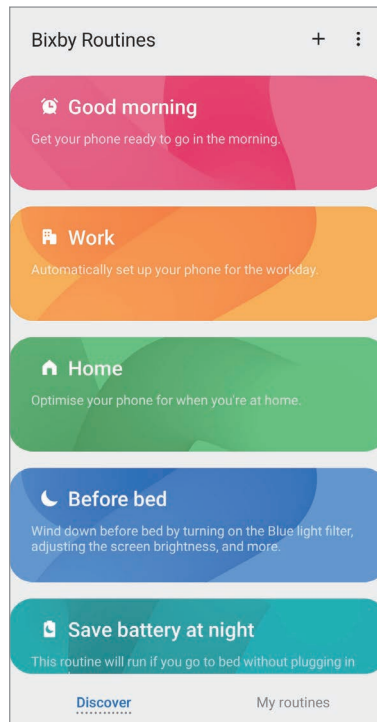 Bixby Routines
Good morning
Get your phone ready to go in the morning.
Work
Automatically set up your phone for the workday.
Home
Optimise your phone for when you're at home.
Before bed
Wind down before bed by turning on the Blue light filter,
adjusting the screen brightness, and more.
Save battery at night
This routine will run if you go to bed without plugging in
Discover
My routines